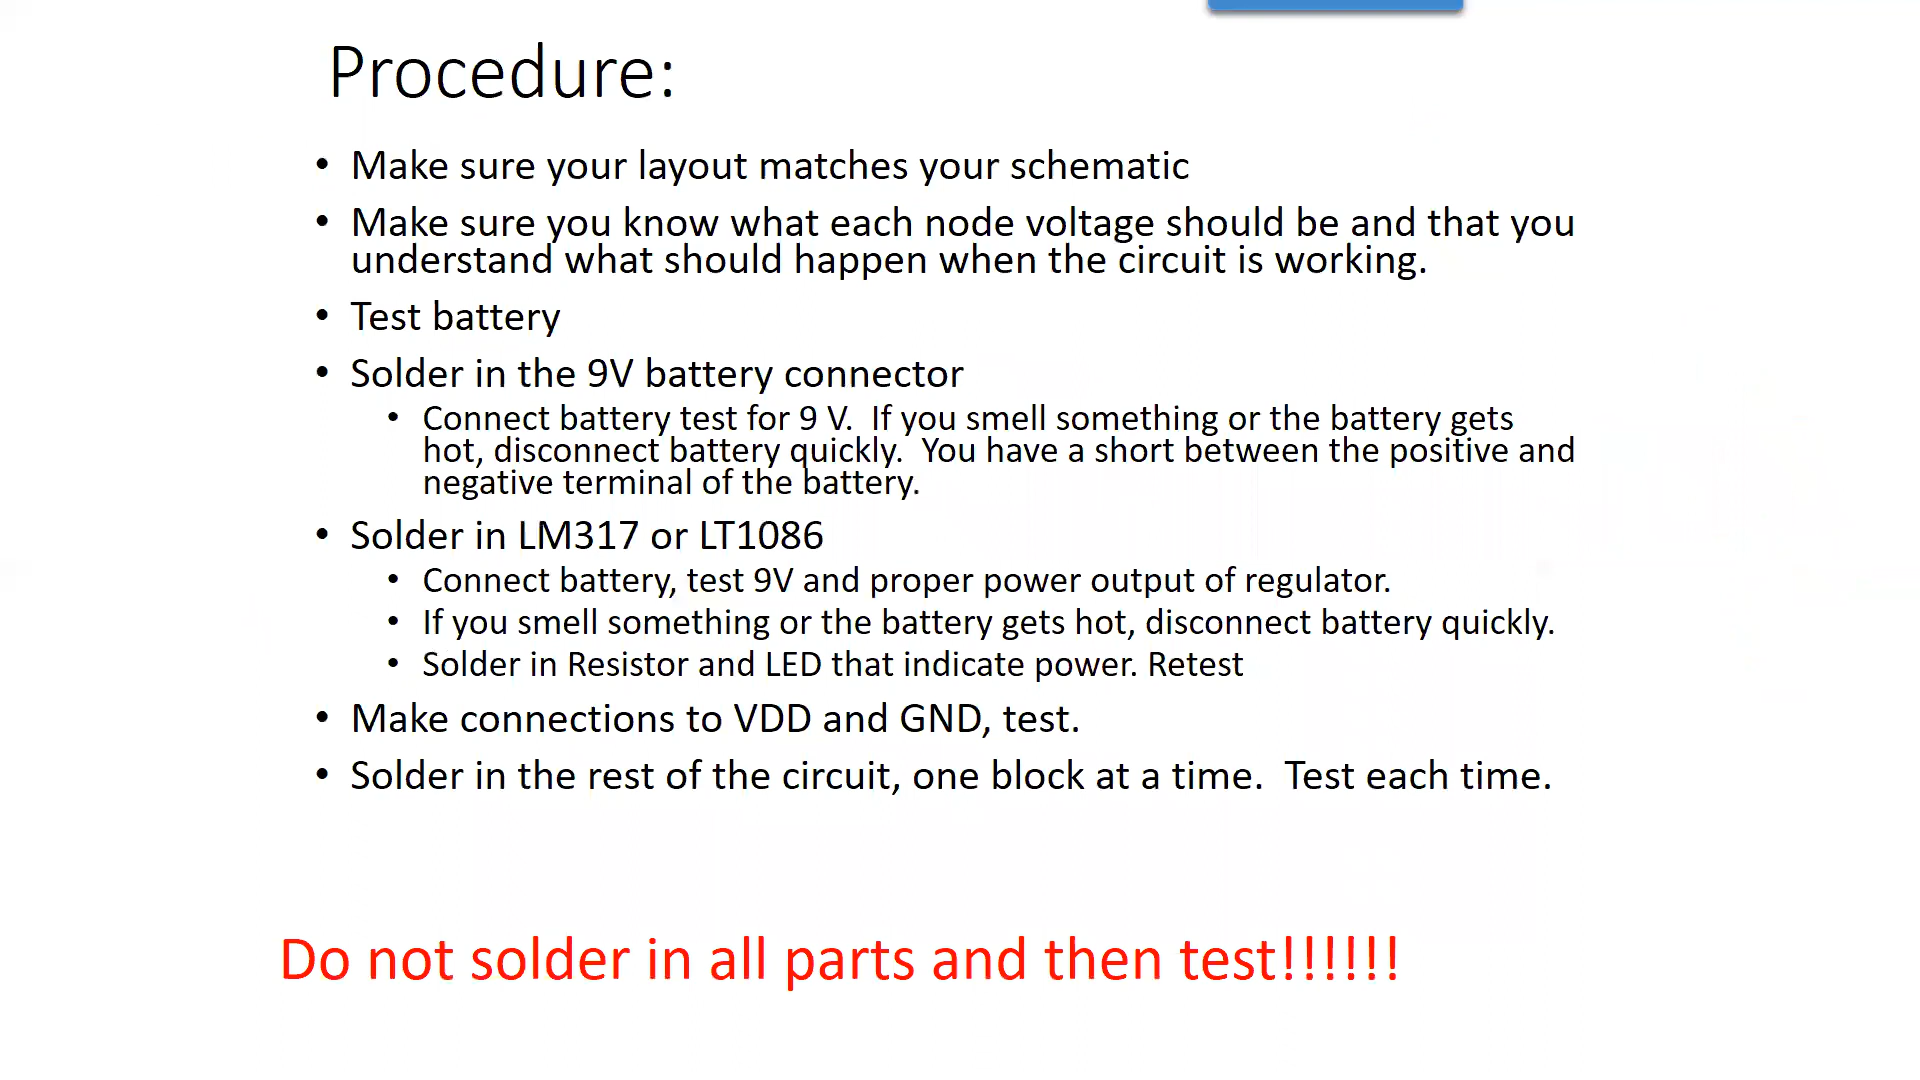 Procedure:
• Make sure your layout matches your schematic
• Make sure you know what each node voltage should be and that you
understand what should happen when the circuit is working.
• Test battery
• Solder in the 9V battery connector
• Connect battery test for 9 V.  If you smell something or the battery gets
hot, disconnect battery quickly.  You have a short between the positive and
negative terminal of the battery.
• Solder in LM317 or LT1086
• Connect battery, test 9V and proper power output of regulator.
• If you smell something or the battery gets hot, disconnect battery quickly.
• Solder in Resistor and LED that indicate power. Retest
• Make connections to VDD and GND, test.
• Solder in the rest of the circuit, one block at a time.  Test each time.
Do not solder in all parts and then test!!!!!!